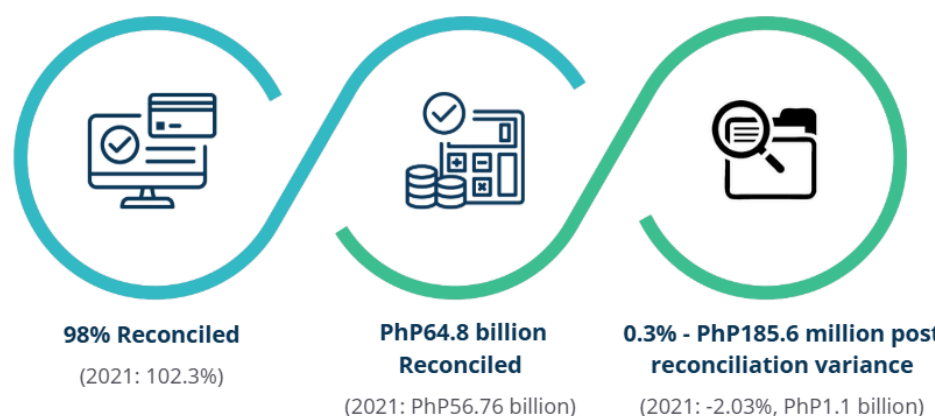 98% Reconciled
(2021: 102.3%)
PhP64.8 billion
Reconciled
(2021: PhP56.76 billion)
0.3% - PhP185.6 million post
reconciliation variance
(2021: -2.03%, PhP1.1 billion)